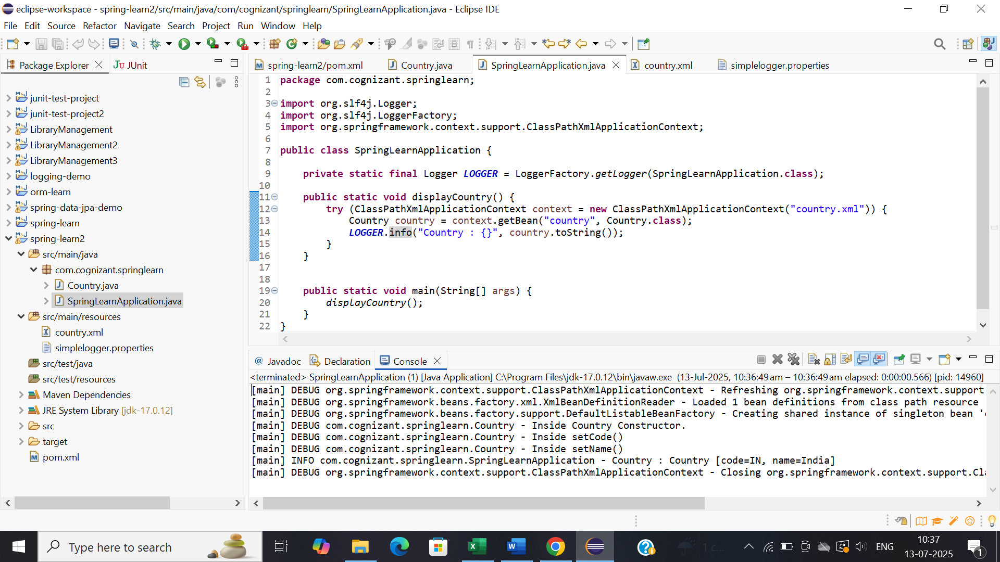 eclipse-workspace - spring-learn2/src/main/java/com/cognizant/springlearn/SpringLearnApplication.java - Eclipse IDE
File Edit Source Refactor Navigate Search Project Run Window Help
Package Explorer
JUnit
junit-test-project
junit-test-project2
LibraryManagement
LibraryManagement2
LibraryManagement3
logging-demo
orm-learn
spring-data-jpa-demo
spring-learn
spring-learn2
src/main/java
com.cognizant.springlearn
Country.java
SpringLearnApplication.java
src/main/resources
country.xml
simplelogger.properties
src/test/java
src/test/resources
Maven Dependencies
JRE System Library [jdk-17.0.12]
src
target
pom.xml
spring-learn2/pom.xml Country.java SpringLearnApplication.java country.xml simplelogger.properties
1 package com.cognizant.springlearn;
2
3 import org.slf4j.Logger;
4 import org.slf4j.LoggerFactory;
5 import org.springframework.context.support.ClassPathXmlApplicationContext;
6
7 public class SpringLearnApplication {
8
9 private static final Logger LOGGER = LoggerFactory.getLogger(SpringLearnApplication.class);
10
11 public static void displayCountry() {
12 try (ClassPathXmlApplicationContext context = new ClassPathXmlApplicationContext("country.xml")) {
13 Country country = context.getBean("country", Country.class);
14 LOGGER.info("Country : {}", country.toString());
15 }
16 }
17
18
19 public static void main(String[] args) {
20 displayCountry();
21 }
22 }
@ Javadoc Declaration Console
<terminated> SpringLearnApplication (1) [Java Application] C:\Program Files\jdk-17.0.12\bin\javaw.exe (13-Jul-2025, 10:36:49 am – 10:36:49 am elapsed: 0:00:00.566) [pid: 14960]
[main] DEBUG org.springframework.context.support.ClassPathXmlApplicationContext - Refreshing org.springframework.context.support
[main] DEBUG org.springframework.beans.factory.xml.XmlBeanDefinitionReader - Loaded 1 bean definitions from class path resource
[main] DEBUG org.springframework.beans.factory.support.DefaultListableBeanFactory - Creating shared instance of singleton bean '
[main] DEBUG com.cognizant.springlearn.Country - Inside Country Constructor.
[main] DEBUG com.cognizant.springlearn.Country - Inside setCode()
[main] DEBUG com.cognizant.springlearn.Country - Inside setName()
[main] INFO com.cognizant.springlearn.SpringLearnApplication - Country : Country [code=IN, name=India]
[main] DEBUG org.springframework.context.support.ClassPathXmlApplicationContext - Closing org.springframework.context.support.Cl
Type here to search
ENG
10:37
13-07-2025
1